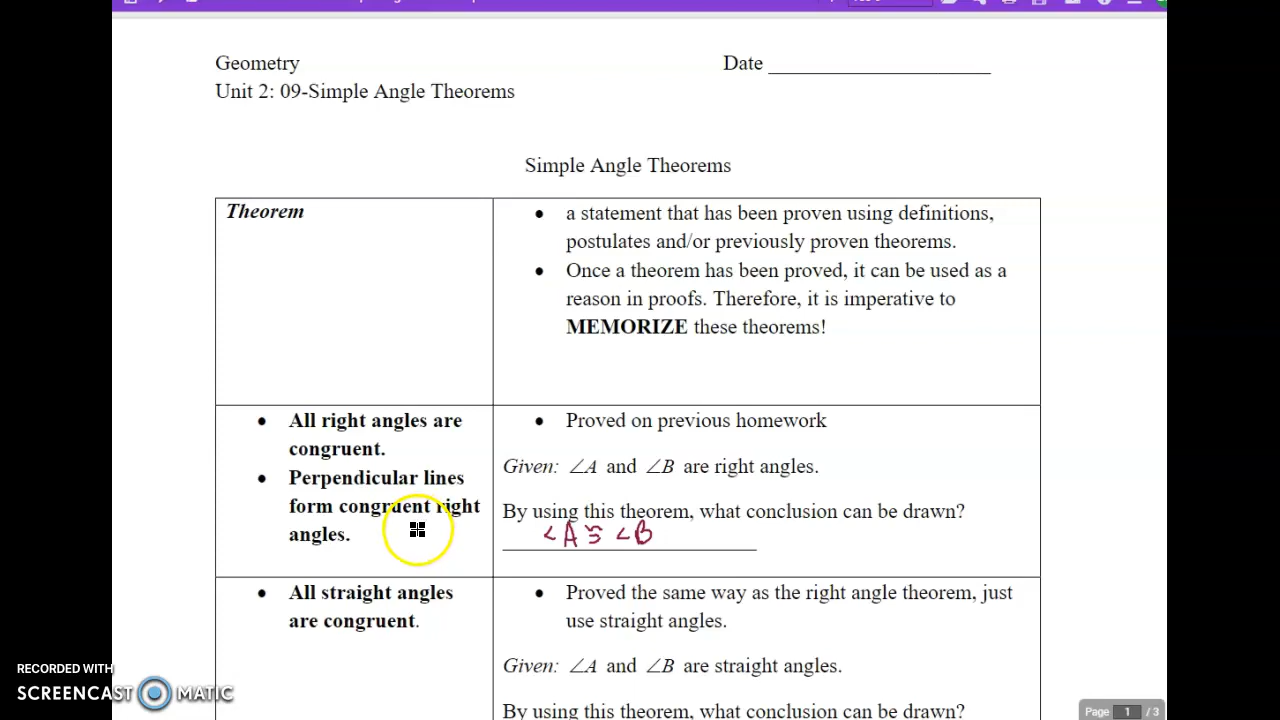 Geometry
Date
Unit 2: 09-Simple Angle Theorems
Simple Angle Theorems
Theorem
• a statement that has been proven using definitions,
postulates and/or previously proven theorems.
• Once a theorem has been proved, it can be used as a
reason in proofs. Therefore, it is imperative to
MEMORIZE these theorems!
• All right angles are
congruent.
• Perpendicular lines
form congruent right
angles.
• Proved on previous homework
Given: ∠A and ∠B are right angles.
By using this theorem, what conclusion can be drawn?
∠A ≅ ∠B
• All straight angles
are congruent.
• Proved the same way as the right angle theorem, just
use straight angles.
Given: ∠A and ∠B are straight angles.
By using this theorem, what conclusion can be drawn?
RECORDED WITH
SCREENCAST MATIC
Page 1 / 3